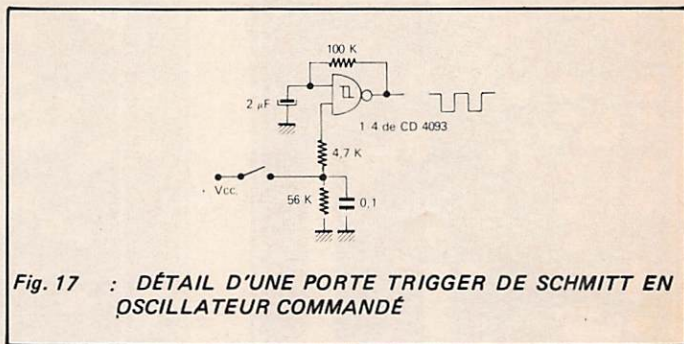 100 K
2 µF
1 4 de CD 4093
4,7 K
Vcc.
56 K
0,1
Fig. 17 : DÉTAIL D'UNE PORTE TRIGGER DE SCHMITT EN
OSCILLATEUR COMMANDÉ